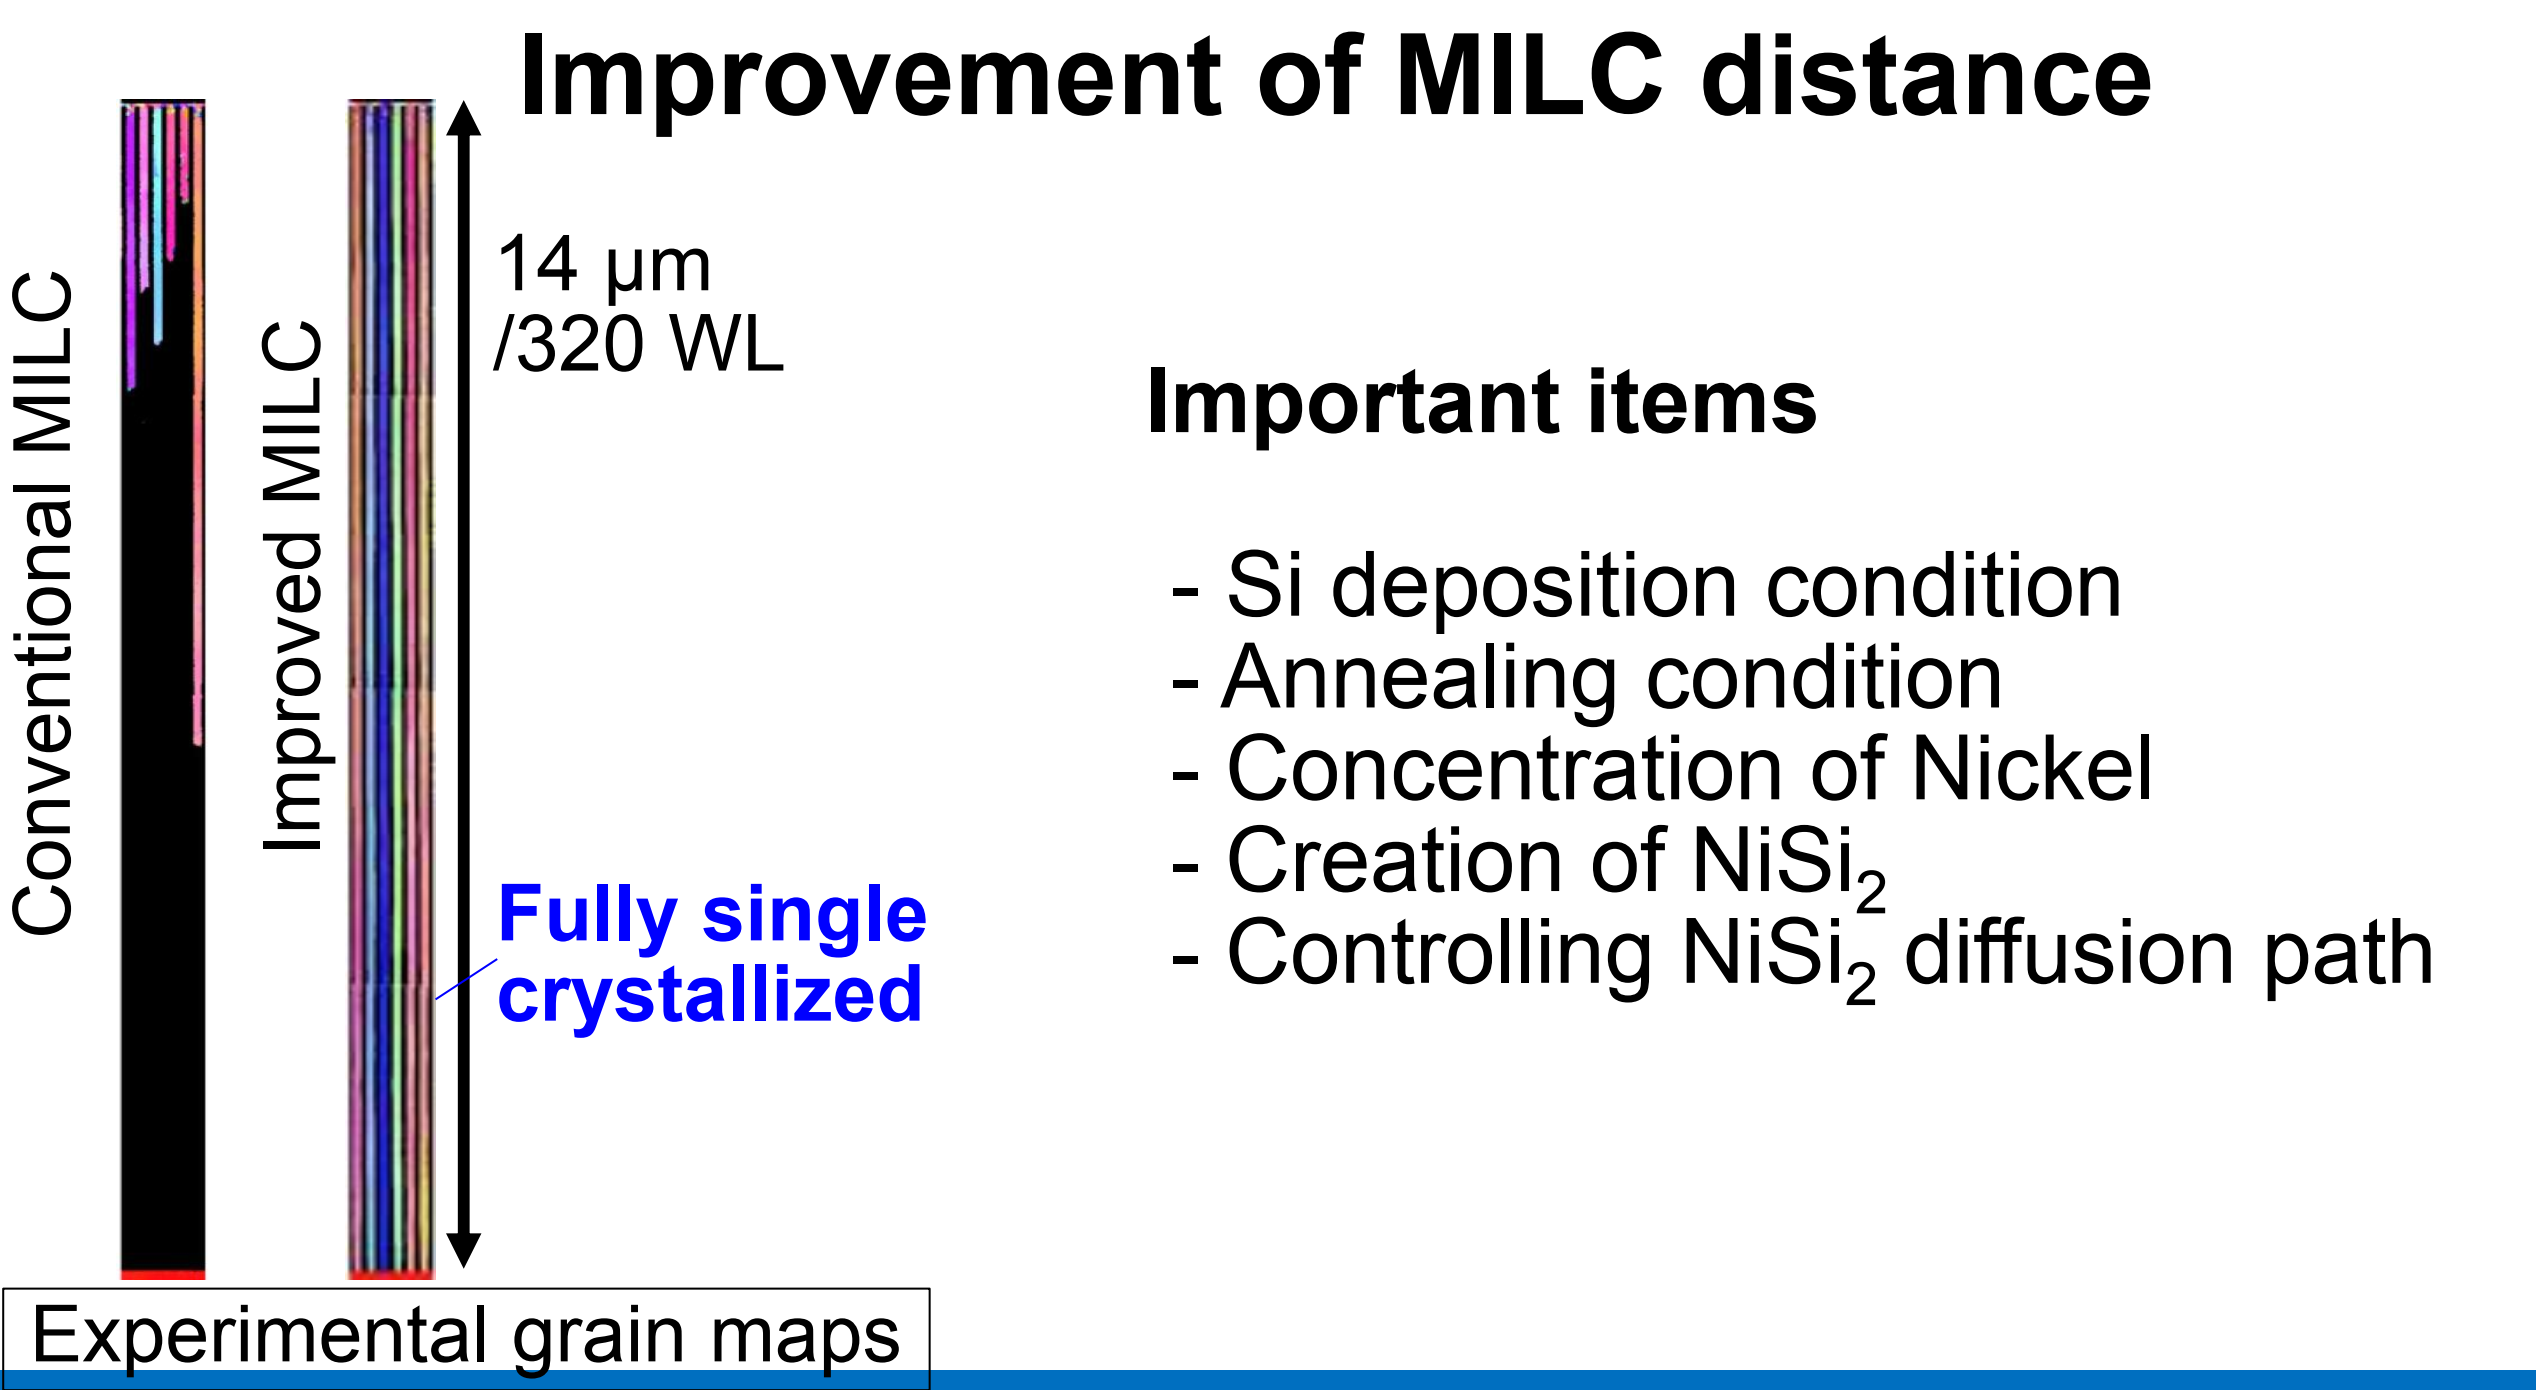 Improvement of MILC distance
Conventional MILC
Improved MILC
14 µm
/320 WL
Fully single
crystallized
Important items
- Si deposition condition
- Annealing condition
- Concentration of Nickel
- Creation of NiSi₂
- Controlling NiSi₂ diffusion path
Experimental grain maps